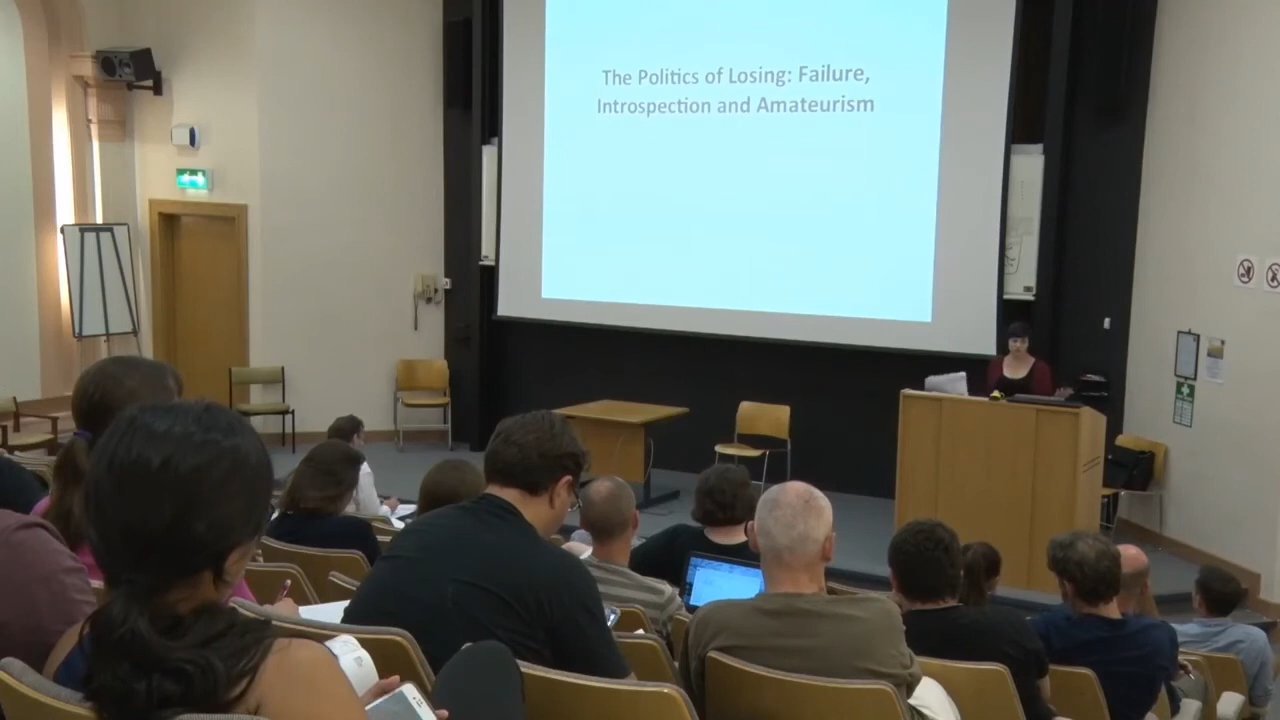 The Politics of Losing: Failure,
Introspection and Amateurism